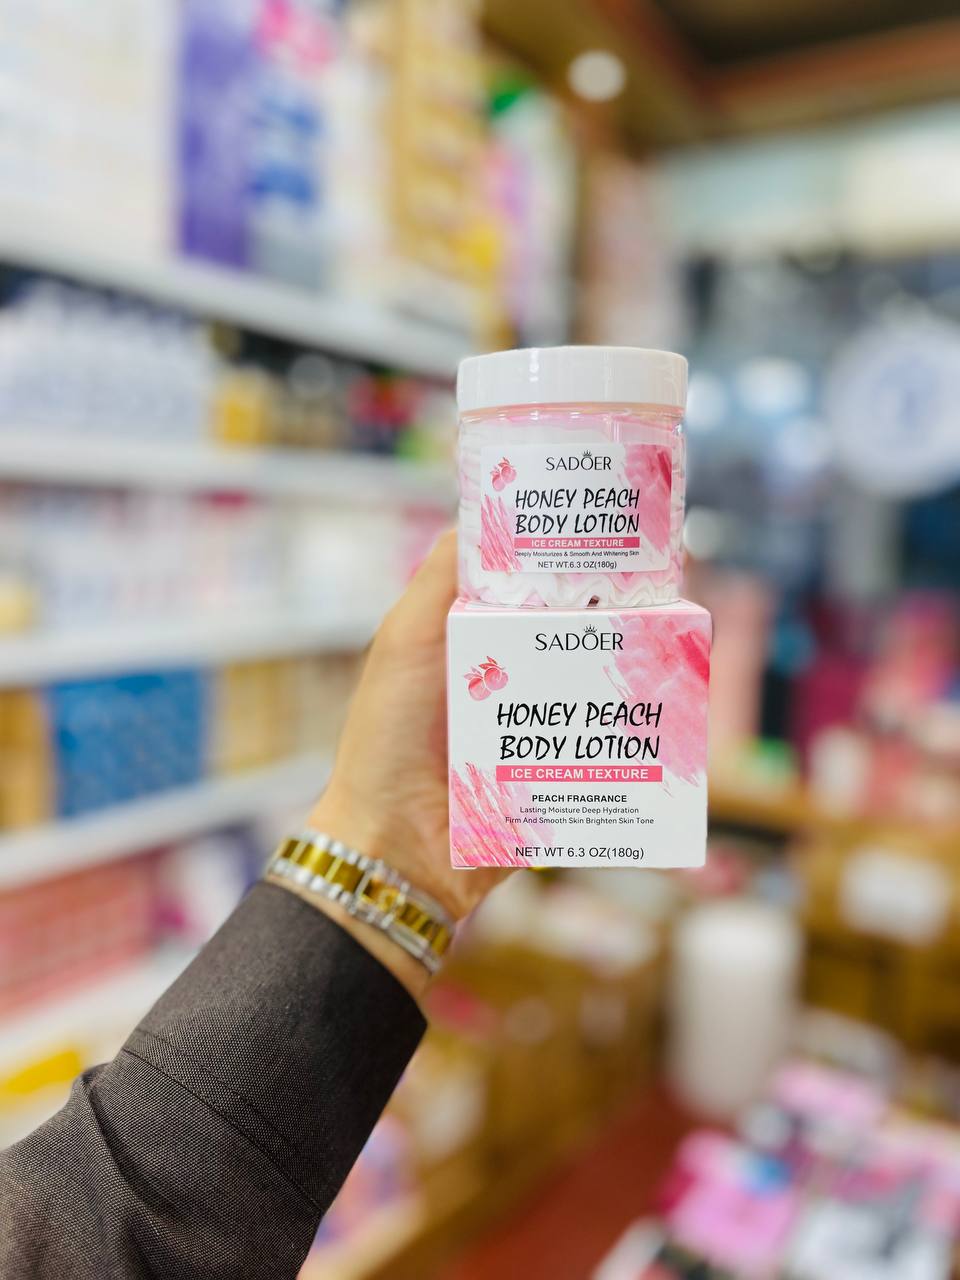 SADOER
HONEY PEACH
BODY LOTION
ICE CREAM TEXTURE
Deeply Moisturizes & Smooth And Whitening Skin
NET WT.6.3 OZ(180g)
SADOER
HONEY PEACH
BODY LOTION
ICE CREAM TEXTURE
PEACH FRAGRANCE
Lasting Moisture Deep Hydration
Firm And Smooth Skin Brighten Skin Tone
NET WT 6.3 OZ(180g)